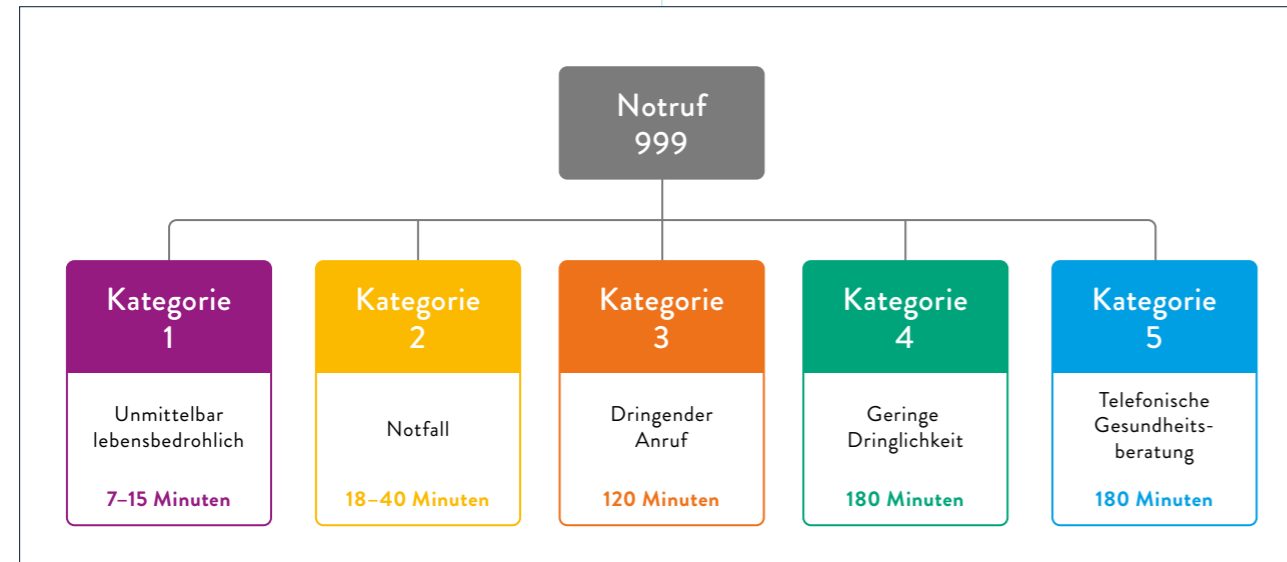 Notruf
999
Kategorie
1
Unmittelbar
lebensbedrohlich
7–15 Minuten
Kategorie
2
Notfall
18–40 Minuten
Kategorie
3
Dringender
Anruf
120 Minuten
Kategorie
4
Geringe
Dringlichkeit
180 Minuten
Kategorie
5
Telefonische
Gesundheits-
beratung
180 Minuten